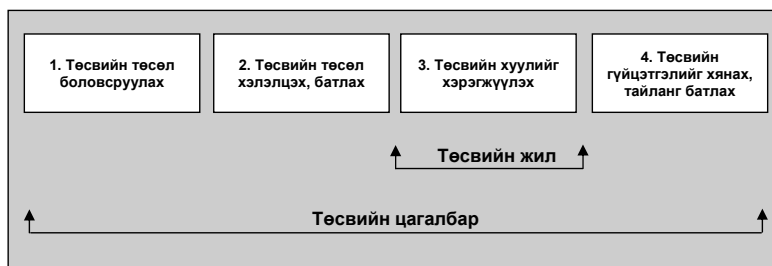 1. Төсвийн төсөл
боловсруулах
2. Төсвийн төсөл
хэлэлцэх, батлах
3. Төсвийн хуулийг
хэрэгжүүлэх
4. Төсвийн
гүйцэтгэлийг хянах,
тайланг батлах
Төсвийн жил
Төсвийн цагалбар